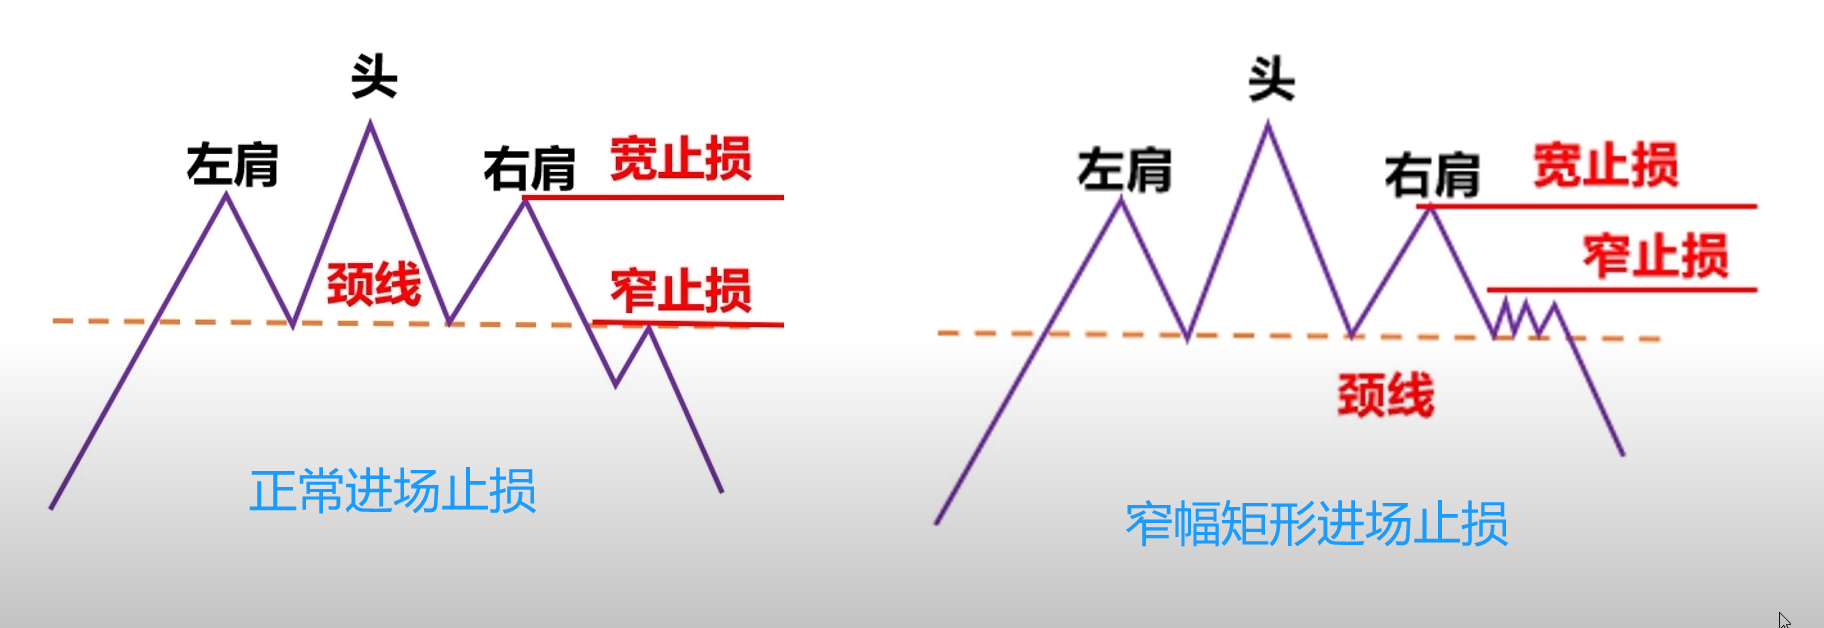 头
左肩
右肩
宽止损
颈线
窄止损
正常进场止损
头
左肩
右肩
宽止损
窄止损
颈线
窄幅矩形进场止损